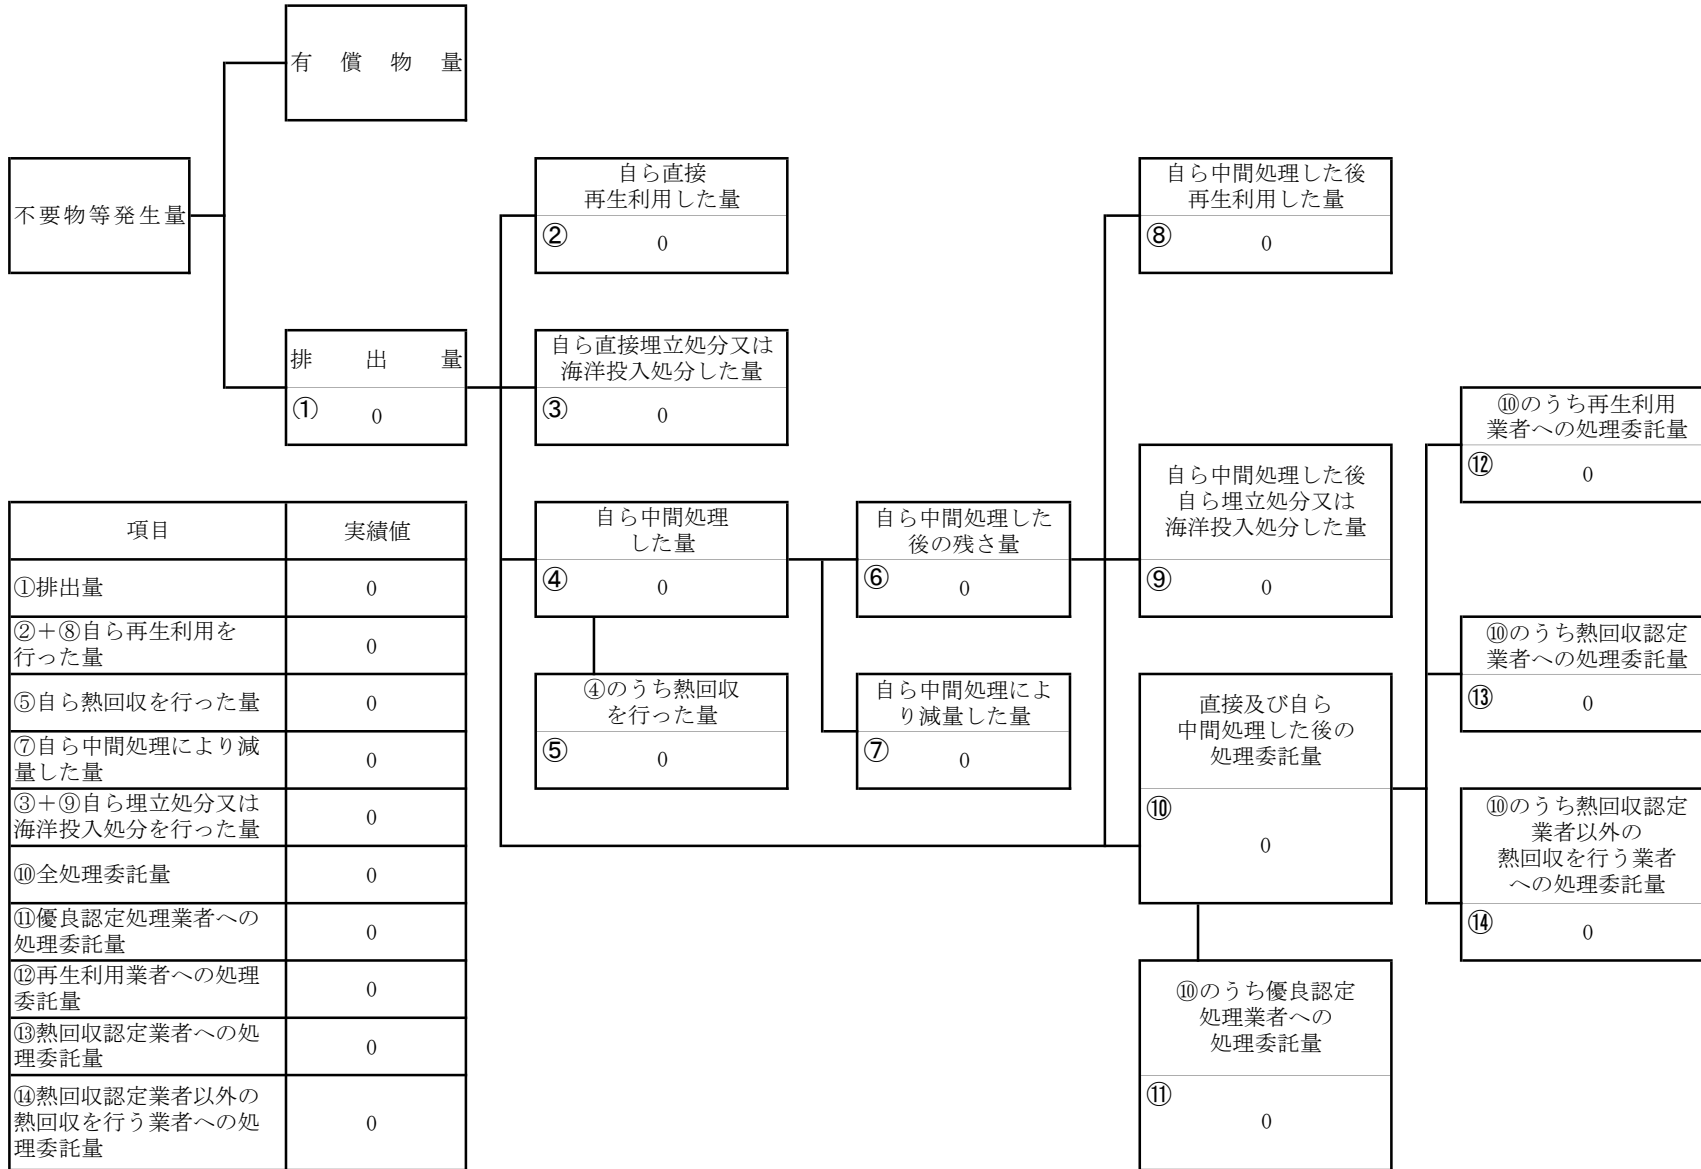 有償物量
不要物等発生量
排出量
① 0
自ら直接
再生利用した量
② 0
自ら直接埋立処分又は
海洋投入処分した量
③ 0
自ら中間処理
した量
④ 0
④のうち熱回収
を行った量
⑤ 0
自ら中間処理した
後の残さ量
⑥ 0
自ら中間処理によ
り減量した量
⑦ 0
自ら中間処理した後
再生利用した量
⑧ 0
自ら中間処理した後
自ら埋立処分又は
海洋投入処分した量
⑨ 0
直接及び自ら
中間処理した後の
処理委託量
⑩
0
⑩のうち優良認定
処理業者への
処理委託量
⑪
0
⑩のうち再生利用
業者への処理委託量
⑫ 0
⑩のうち熱回収認定
業者への処理委託量
⑬ 0
⑩のうち熱回収認定
業者以外の
熱回収を行う業者
への処理委託量
⑭ 0
項目 実績値
①排出量 0
②＋⑧自ら再生利用を
行った量 0
⑤自ら熱回収を行った量 0
⑦自ら中間処理により減
量した量 0
③＋⑨自ら埋立処分又は
海洋投入処分を行った量 0
⑩全処理委託量 0
⑪優良認定処理業者への
処理委託量 0
⑫再生利用業者への処理
委託量 0
⑬熱回収認定業者への処
理委託量 0
⑭熱回収認定業者以外の
熱回収を行う業者への処 0
理委託量